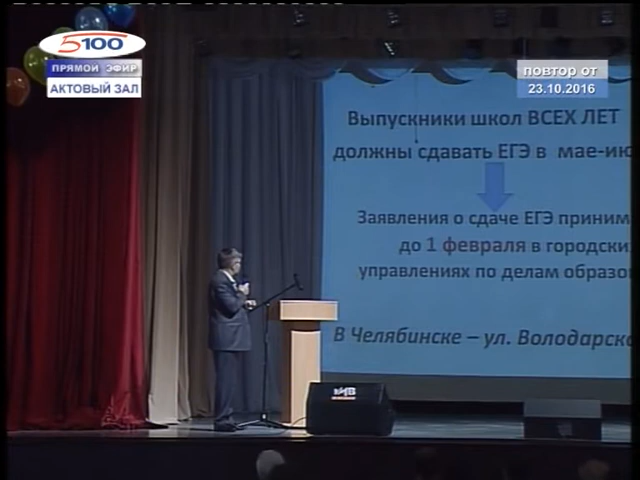 5100
ПРЯМОЙ ЭФИР
АКТОВЫЙ ЗАЛ
повтор от
23.10.2016
Выпускники школ ВСЕХ ЛЕТ
должны сдавать ЕГЭ в мае-ию
Заявления о сдаче ЕГЭ приним
до 1 февраля в городски
управлениях по делам образо
В Челябинске – ул. Володарско